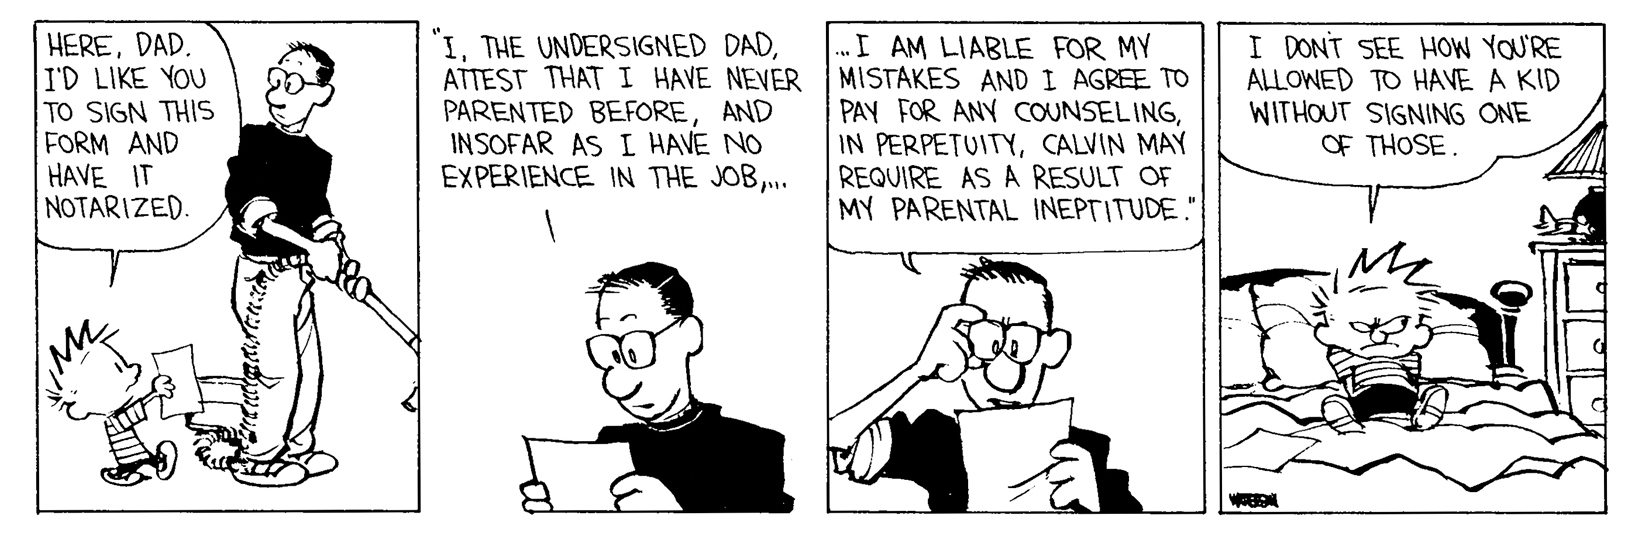 HERE, DAD.
I'D LIKE YOU
TO SIGN THIS
FORM AND
HAVE IT
NOTARIZED.
"I, THE UNDERSIGNED DAD,
ATTEST THAT I HAVE NEVER
PARENTED BEFORE, AND
INSOFAR AS I HAVE NO
EXPERIENCE IN THE JOB,...
...I AM LIABLE FOR MY
MISTAKES AND I AGREE TO
PAY FOR ANY COUNSELING,
IN PERPETUITY, CALVIN MAY
REQUIRE AS A RESULT OF
MY PARENTAL INEPTITUDE."
I DON'T SEE HOW YOU'RE
ALLOWED TO HAVE A KID
WITHOUT SIGNING ONE
OF THOSE.
WATTERSON